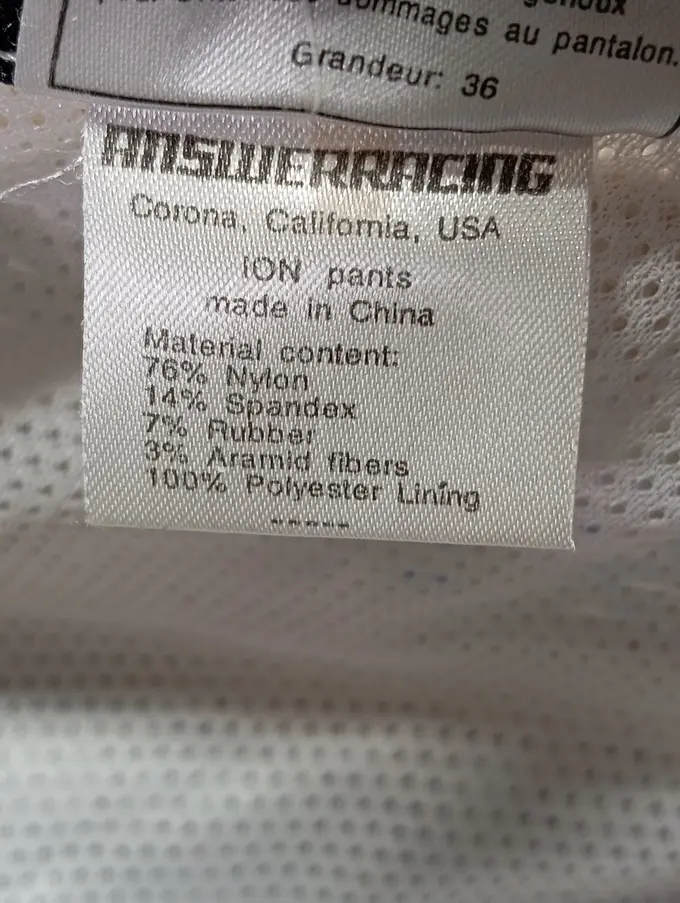 dommages au pantalon.
Grandeur: 36
ANSWERRACING
Corona, California, USA
ION pants
made in China
Material content:
76% Nylon
14% Spandex
7% Rubber
3% Aramid fibers
100% Polyester Lining
-----